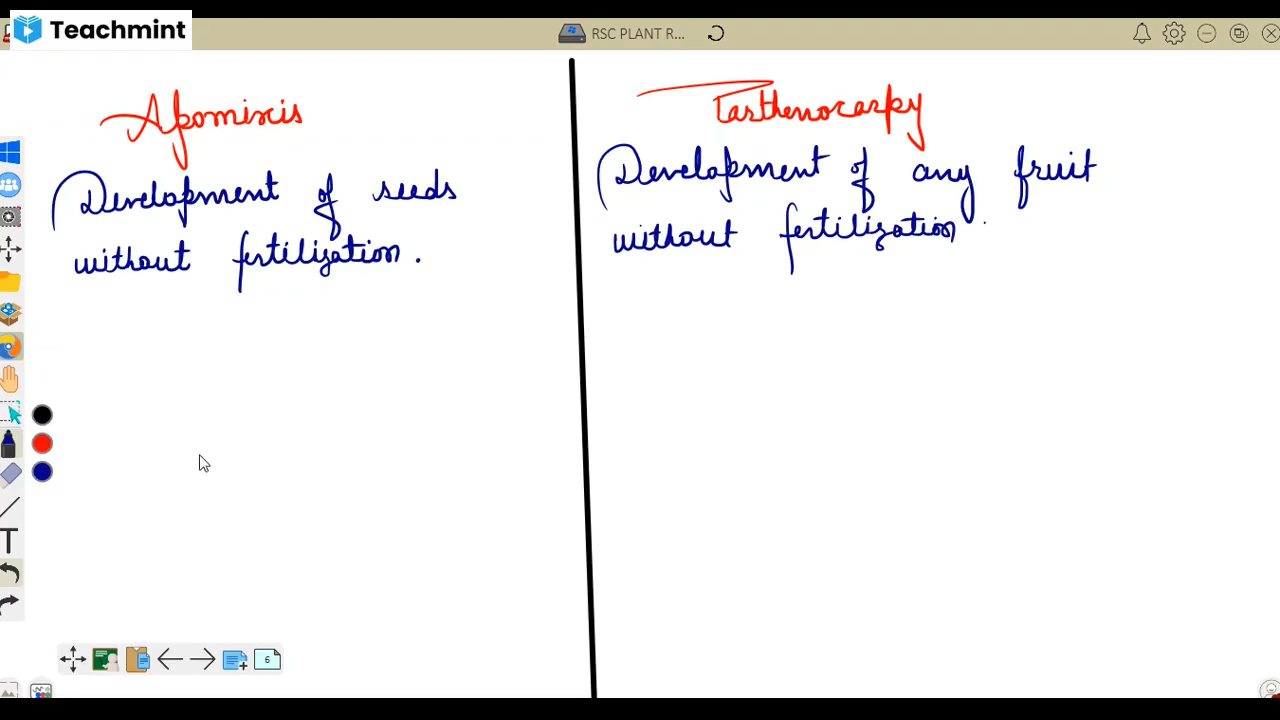 Teachmint
RSC PLANT R...
Apomixis
Development of seeds
without fertilization.
Parthenocarpy
Development of any fruit
without fertilization.
T
6